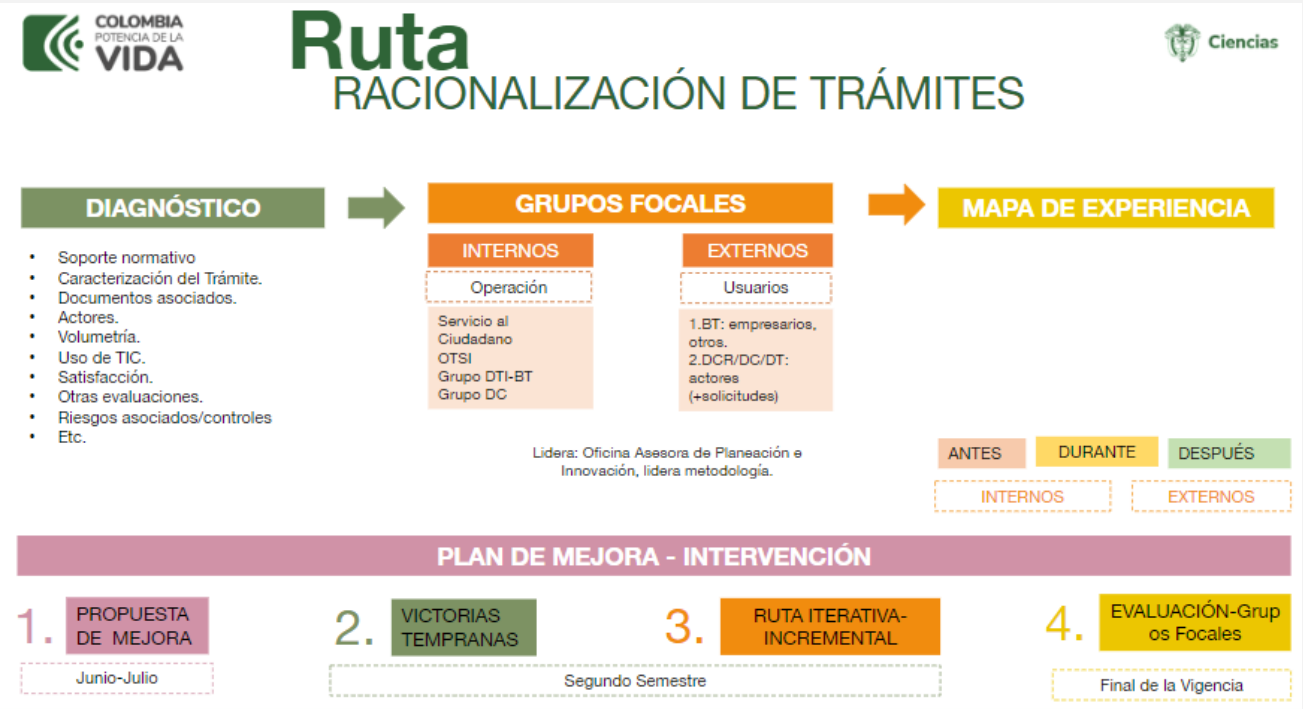 COLOMBIA
POTENCIA DE LA
VIDA
Ruta
RACIONALIZACIÓN DE TRÁMITES
Ciencias
DIAGNÓSTICO
• Soporte normativo
• Caracterización del Trámite.
• Documentos asociados.
• Actores.
• Volumetría.
• Uso de TIC.
• Satisfacción.
• Otras evaluaciones.
• Riesgos asociados/controles
• Etc.
GRUPOS FOCALES
INTERNOS
Operación
Servicio al
Ciudadano
OTSI
Grupo DTI-BT
Grupo DC
EXTERNOS
Usuarios
1.BT: empresarios,
otros.
2.DCR/DC/DT:
actores
(+solicitudes)
Lidera: Oficina Asesora de Planeación e
Innovación, lidera metodología.
MAPA DE EXPERIENCIA
ANTES
DURANTE
DESPUÉS
INTERNOS
EXTERNOS
PLAN DE MEJORA - INTERVENCIÓN
1.
PROPUESTA
DE MEJORA
Junio-Julio
2.
VICTORIAS
TEMPRANAS
3.
RUTA ITERATIVA-
INCREMENTAL
Segundo Semestre
4.
EVALUACIÓN-Grup
os Focales
Final de la Vigencia